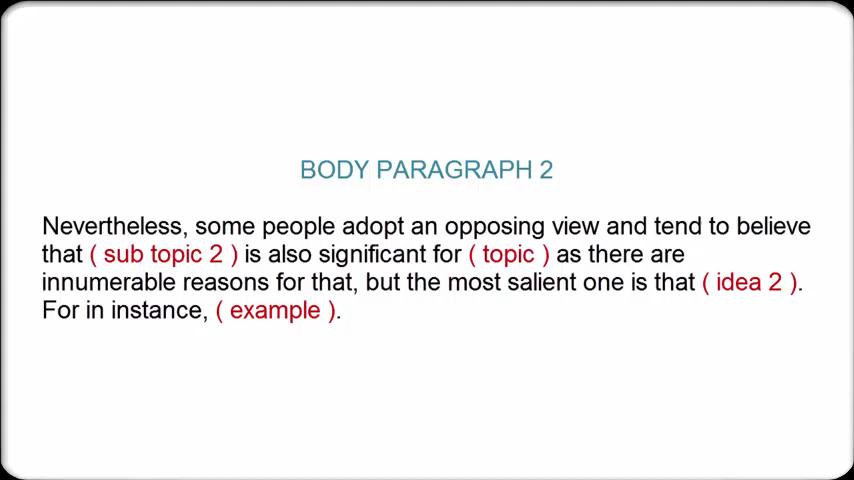 BODY PARAGRAPH 2
Nevertheless, some people adopt an opposing view and tend to believe
that ( sub topic 2 ) is also significant for ( topic ) as there are
innumerable reasons for that, but the most salient one is that ( idea 2 ).
For in instance, ( example ).